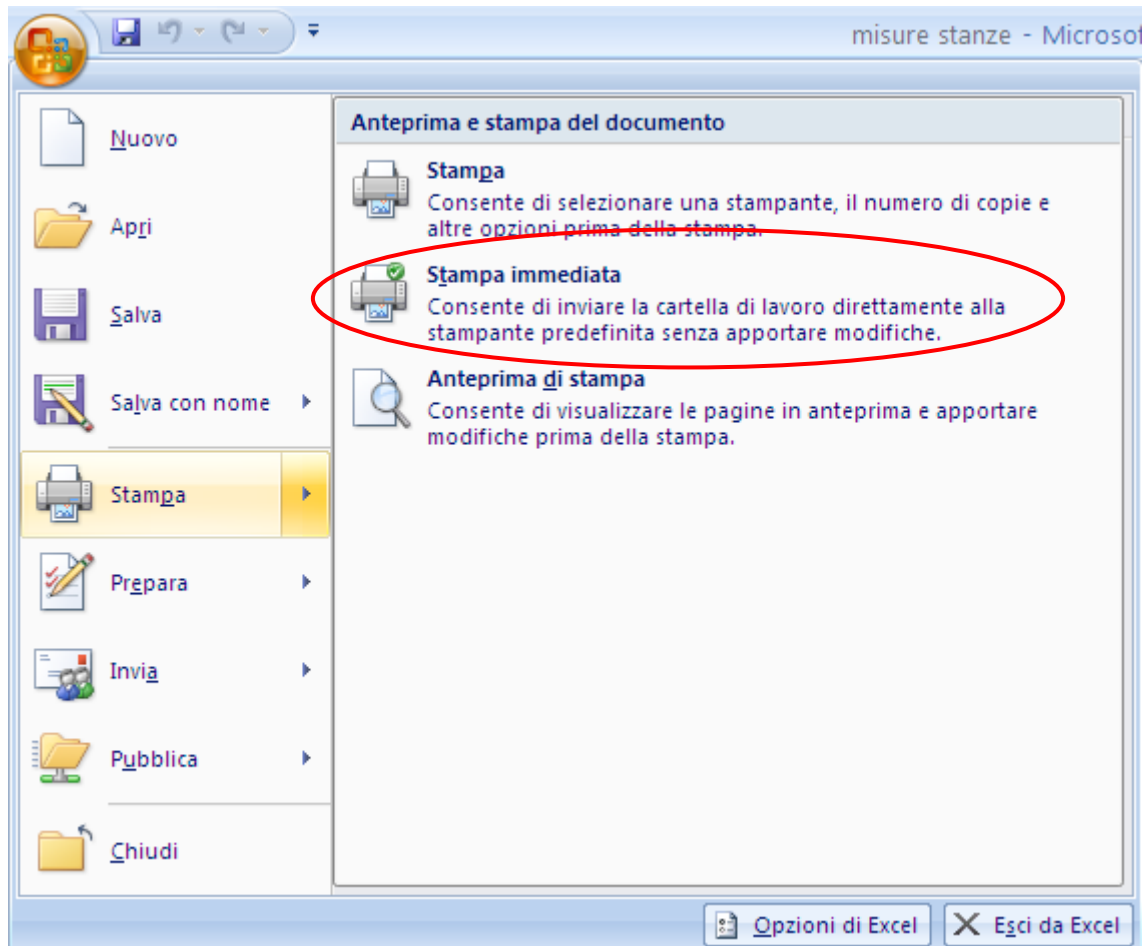 misure stanze - Microsof
Nuovo
Apri
Salva
Salva con nome
Stampa
Prepara
Invia
Pubblica
Chiudi
Anteprima e stampa del documento
Stampa
Consente di selezionare una stampante, il numero di copie e
altre opzioni prima della stampa.
Stampa immediata
Consente di inviare la cartella di lavoro direttamente alla
stampante predefinita senza apportare modifiche.
Anteprima di stampa
Consente di visualizzare le pagine in anteprima e apportare
modifiche prima della stampa.
Opzioni di Excel
Esci da Excel